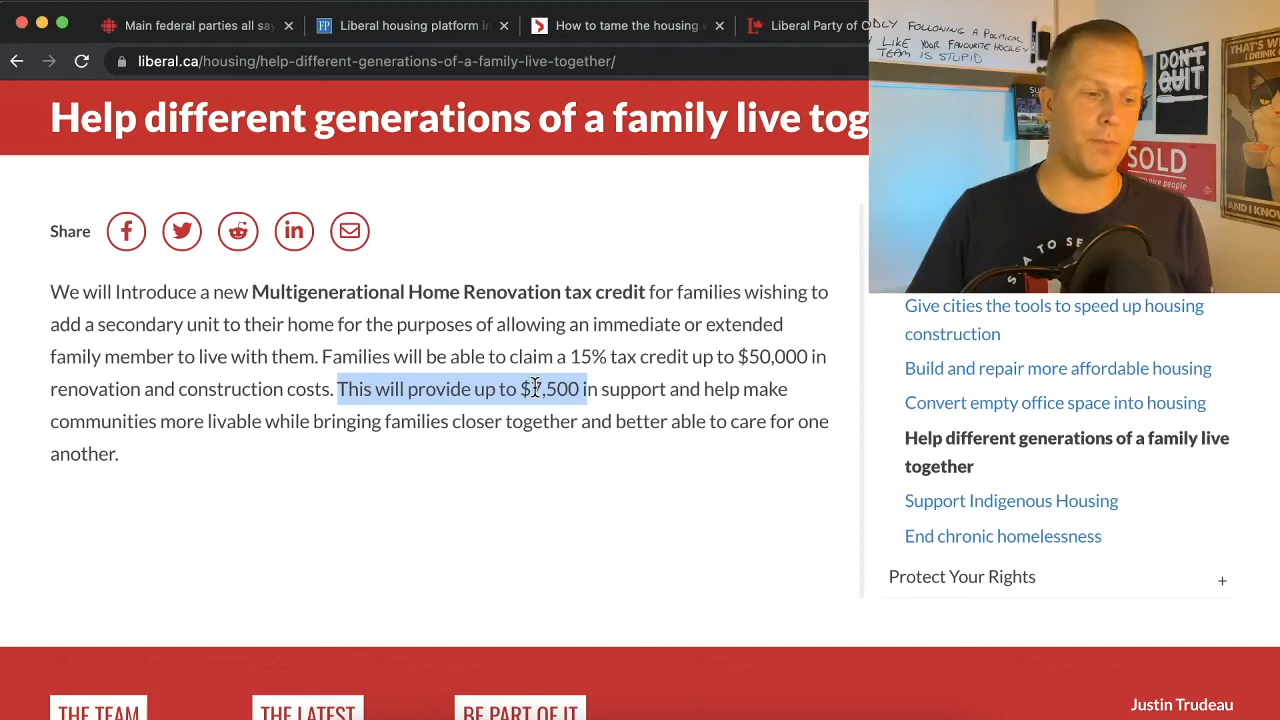 Main federal parties all say
Liberal housing platform in
How to tame the housing
Liberal Party of C
liberal.ca/housing/help-different-generations-of-a-family-live-together/
FOLLOWING A POLITICAL
LIKE YOUR FAVOURITE HOCKEY
TEAM IS STUPID
DON'T
QUIT
THAT'S
I DRINK
SOLD
nice people
AND I KNOW
Help different generations of a family live tog
Share
We will Introduce a new Multigenerational Home Renovation tax credit for families wishing to
add a secondary unit to their home for the purposes of allowing an immediate or extended
family member to live with them. Families will be able to claim a 15% tax credit up to $50,000 in
renovation and construction costs. This will provide up to $7,500 in support and help make
communities more livable while bringing families closer together and better able to care for one
another.
Give cities the tools to speed up housing
construction
Build and repair more affordable housing
Convert empty office space into housing
Help different generations of a family live
together
Support Indigenous Housing
End chronic homelessness
Protect Your Rights +
THE TEAM
THE LATEST
BE PART OF IT
Justin Trudeau